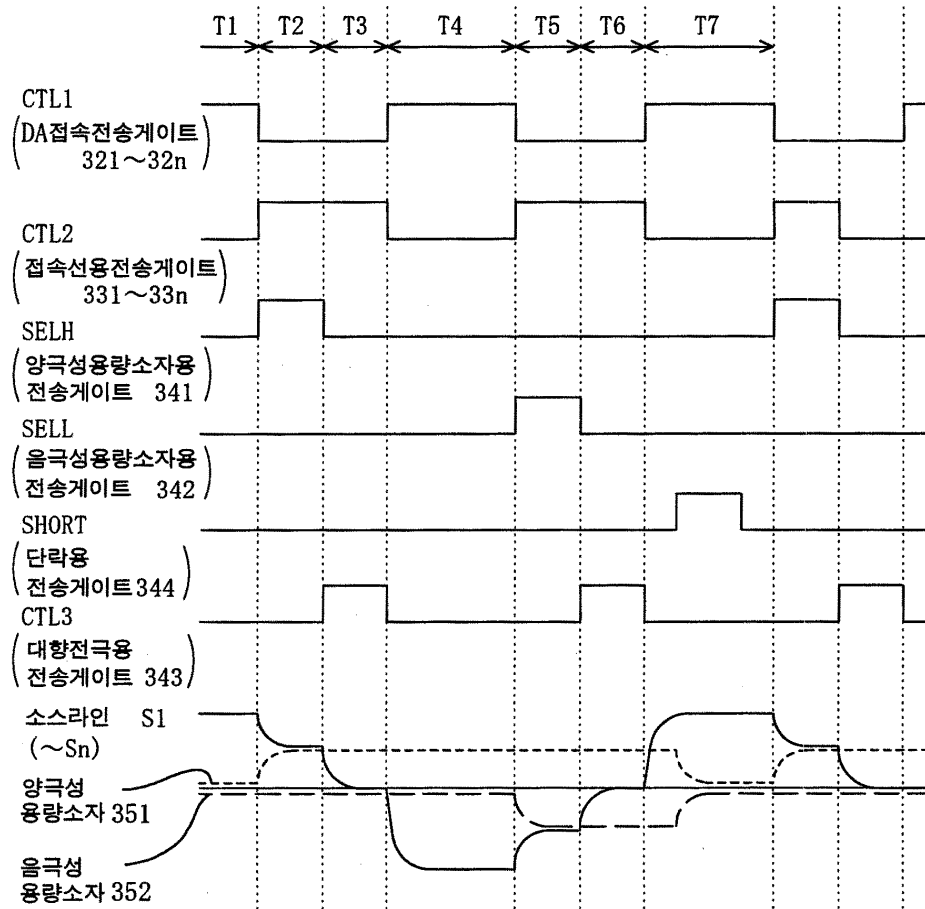 T1 T2 T3 T4 T5 T6 T7
CTL1
(DA접속전송게이트
321～32n)
CTL2
(접속선용전송게이트
331～33n)
SELH
(양극성용량소자용
전송게이트 341)
SELL
(음극성용량소자용
전송게이트 342)
SHORT
(단락용
전송게이트344)
CTL3
(대향전극용
전송게이트 343)
소스라인 S1
(～Sn)
양극성
용량소자 351
음극성
용량소자 352